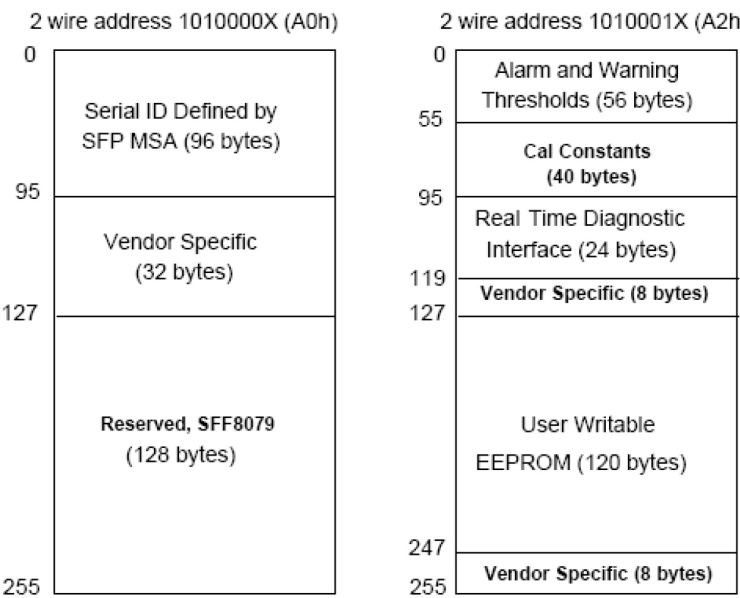 2 wire address 1010000X (A0h)
0
Serial ID Defined by
SFP MSA (96 bytes)
95
Vendor Specific
(32 bytes)
127
Reserved, SFF8079
(128 bytes)
255
2 wire address 1010001X (A2h
0
Alarm and Warning
Thresholds (56 bytes)
55
Cal Constants
(40 bytes)
95
Real Time Diagnostic
Interface (24 bytes)
119
Vendor Specific (8 bytes)
127
User Writable
EEPROM (120 bytes)
247
Vendor Specific (8 bytes)
255